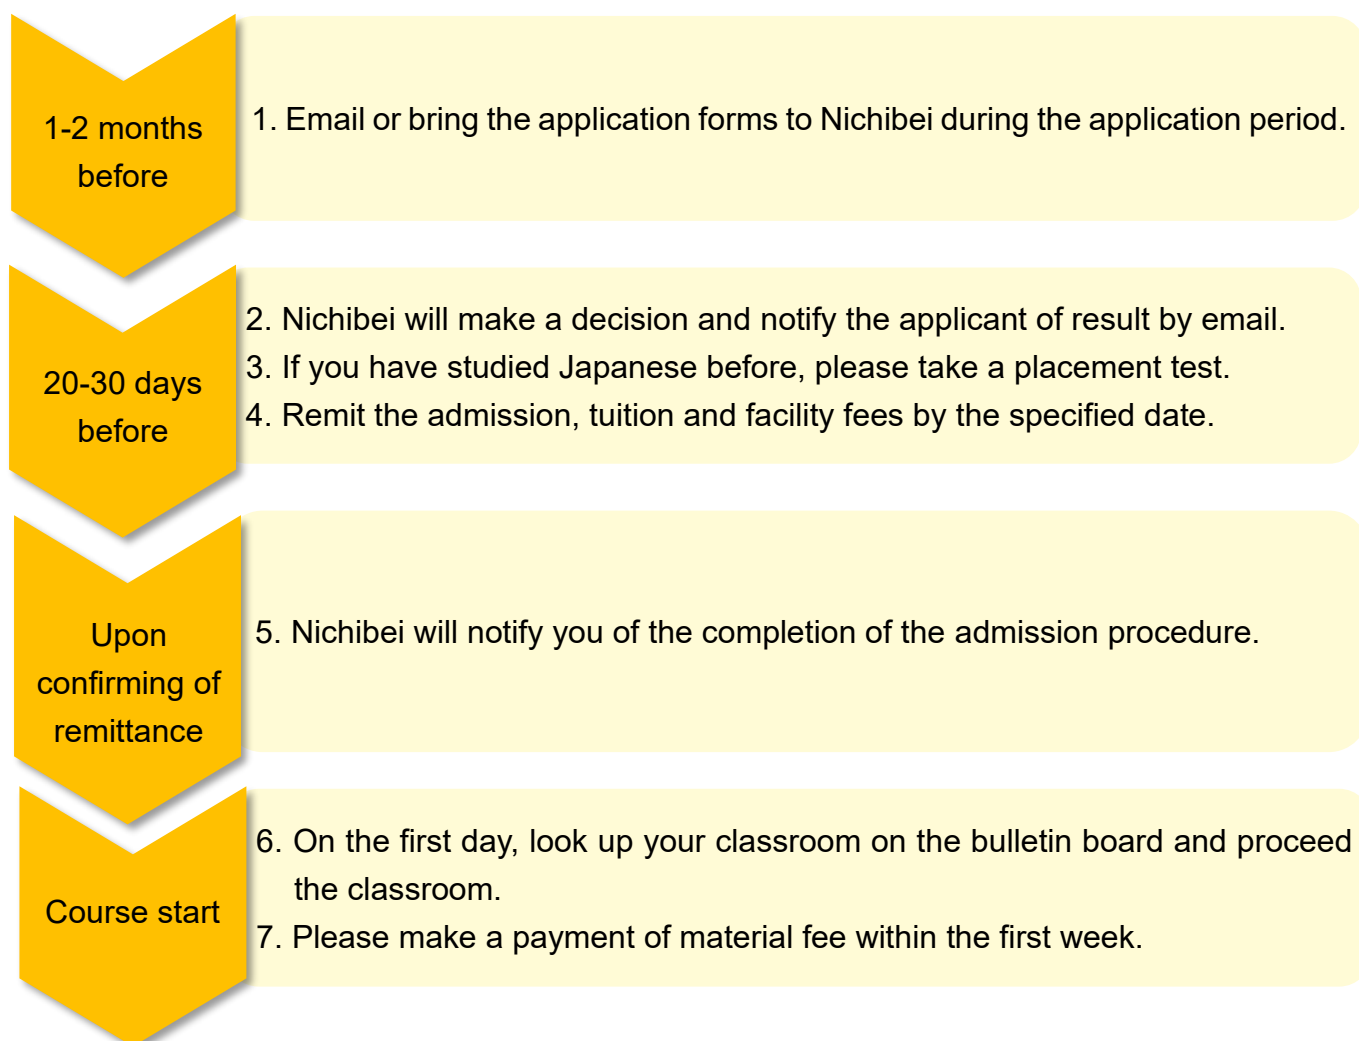 1-2 months
before
1. Email or bring the application forms to Nichibei during the application period.
20-30 days
before
2. Nichibei will make a decision and notify the applicant of result by email.
3. If you have studied Japanese before, please take a placement test.
4. Remit the admission, tuition and facility fees by the specified date.
Upon
confirming of
remittance
5. Nichibei will notify you of the completion of the admission procedure.
Course start
6. On the first day, look up your classroom on the bulletin board and proceed
the classroom.
7. Please make a payment of material fee within the first week.